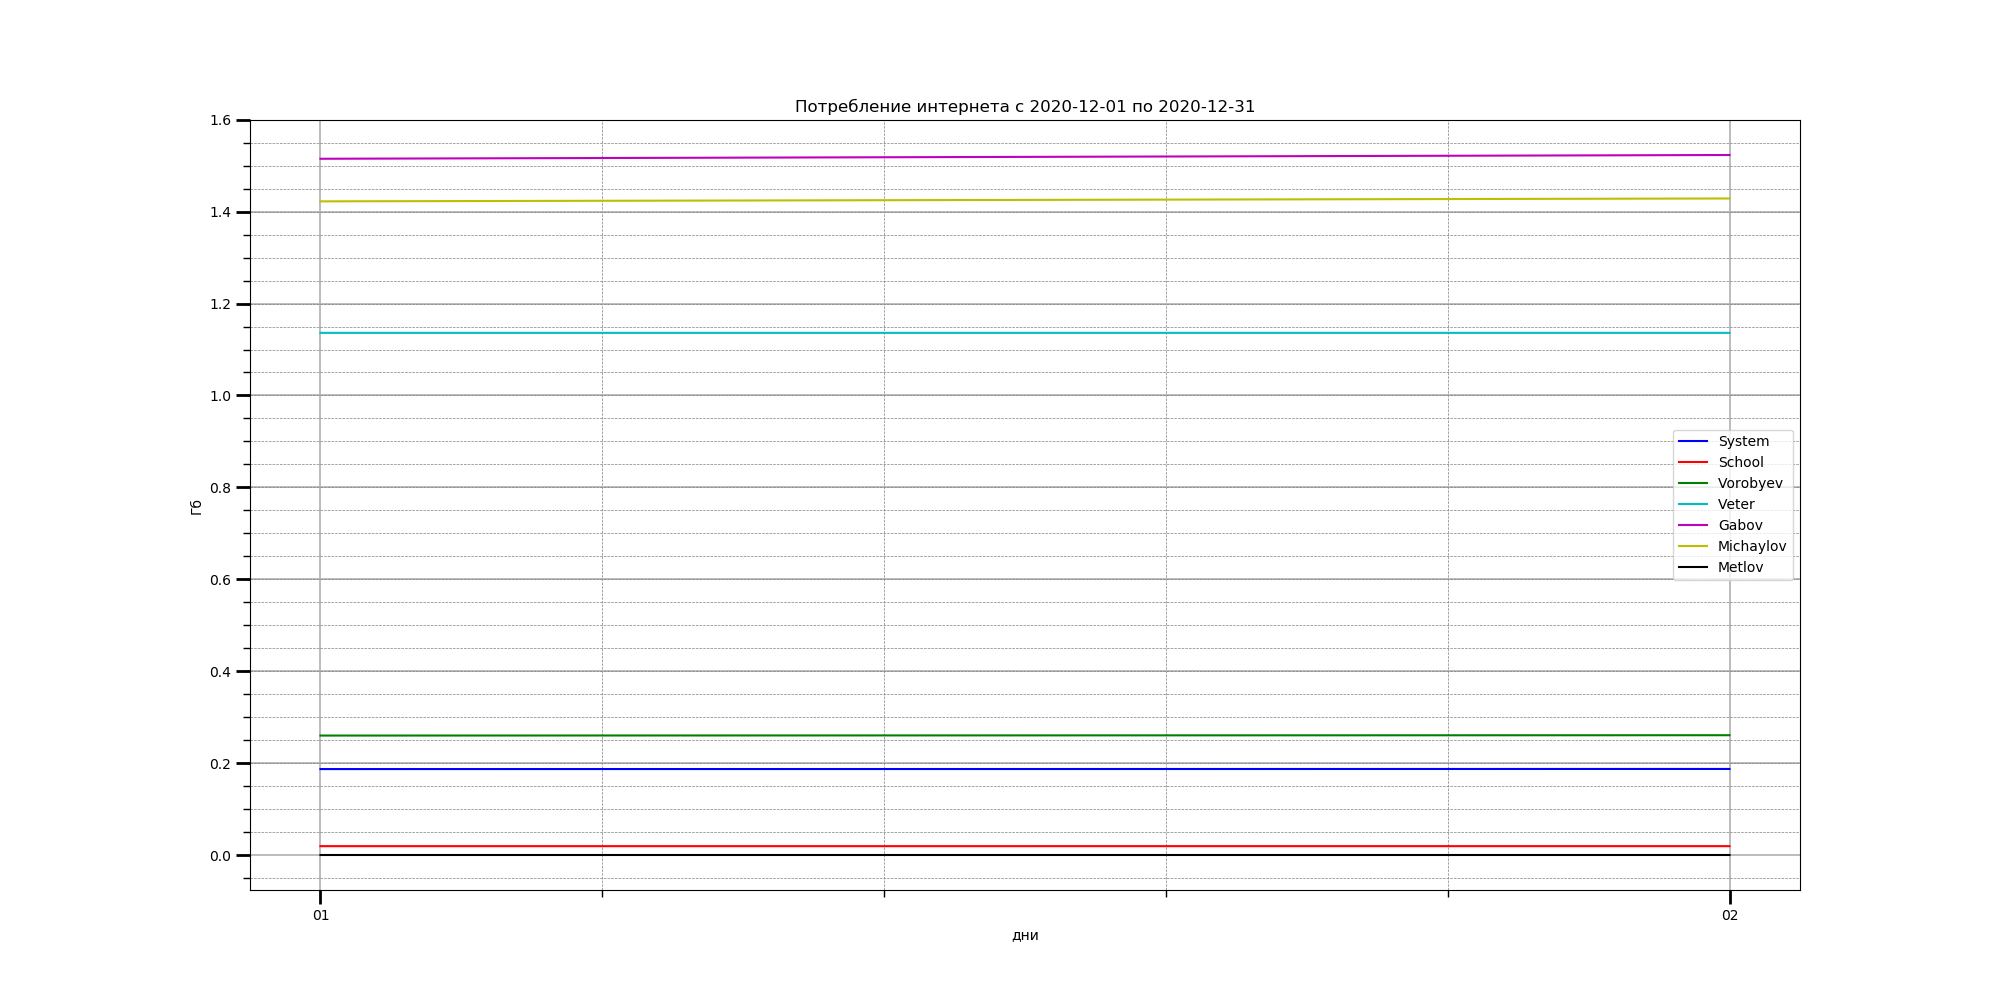 Потребление интернета с 2020-12-01 по 2020-12-31
1.6
1.4
1.2
1.0
0.8
0.6
0.4
0.2
0.0
Гб
System
School
Vorobyev
Veter
Gabov
Michaylov
Metlov
01
02
дни